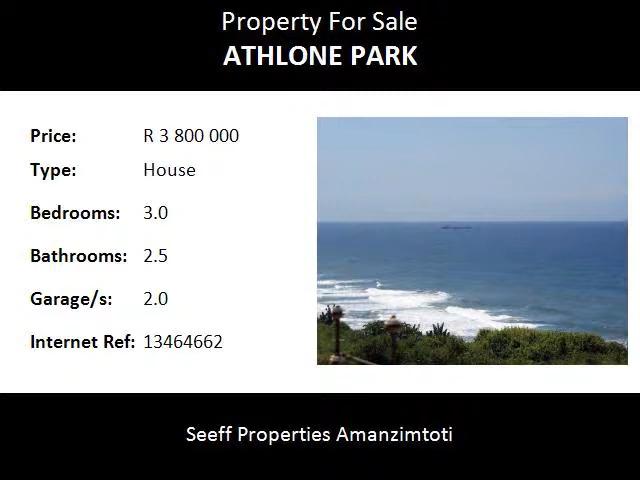 Property For Sale
ATHLONE PARK
Price: R 3 800 000
Type: House
Bedrooms: 3.0
Bathrooms: 2.5
Garage/s: 2.0
Internet Ref: 13464662
Seeff Properties Amanzimtoti